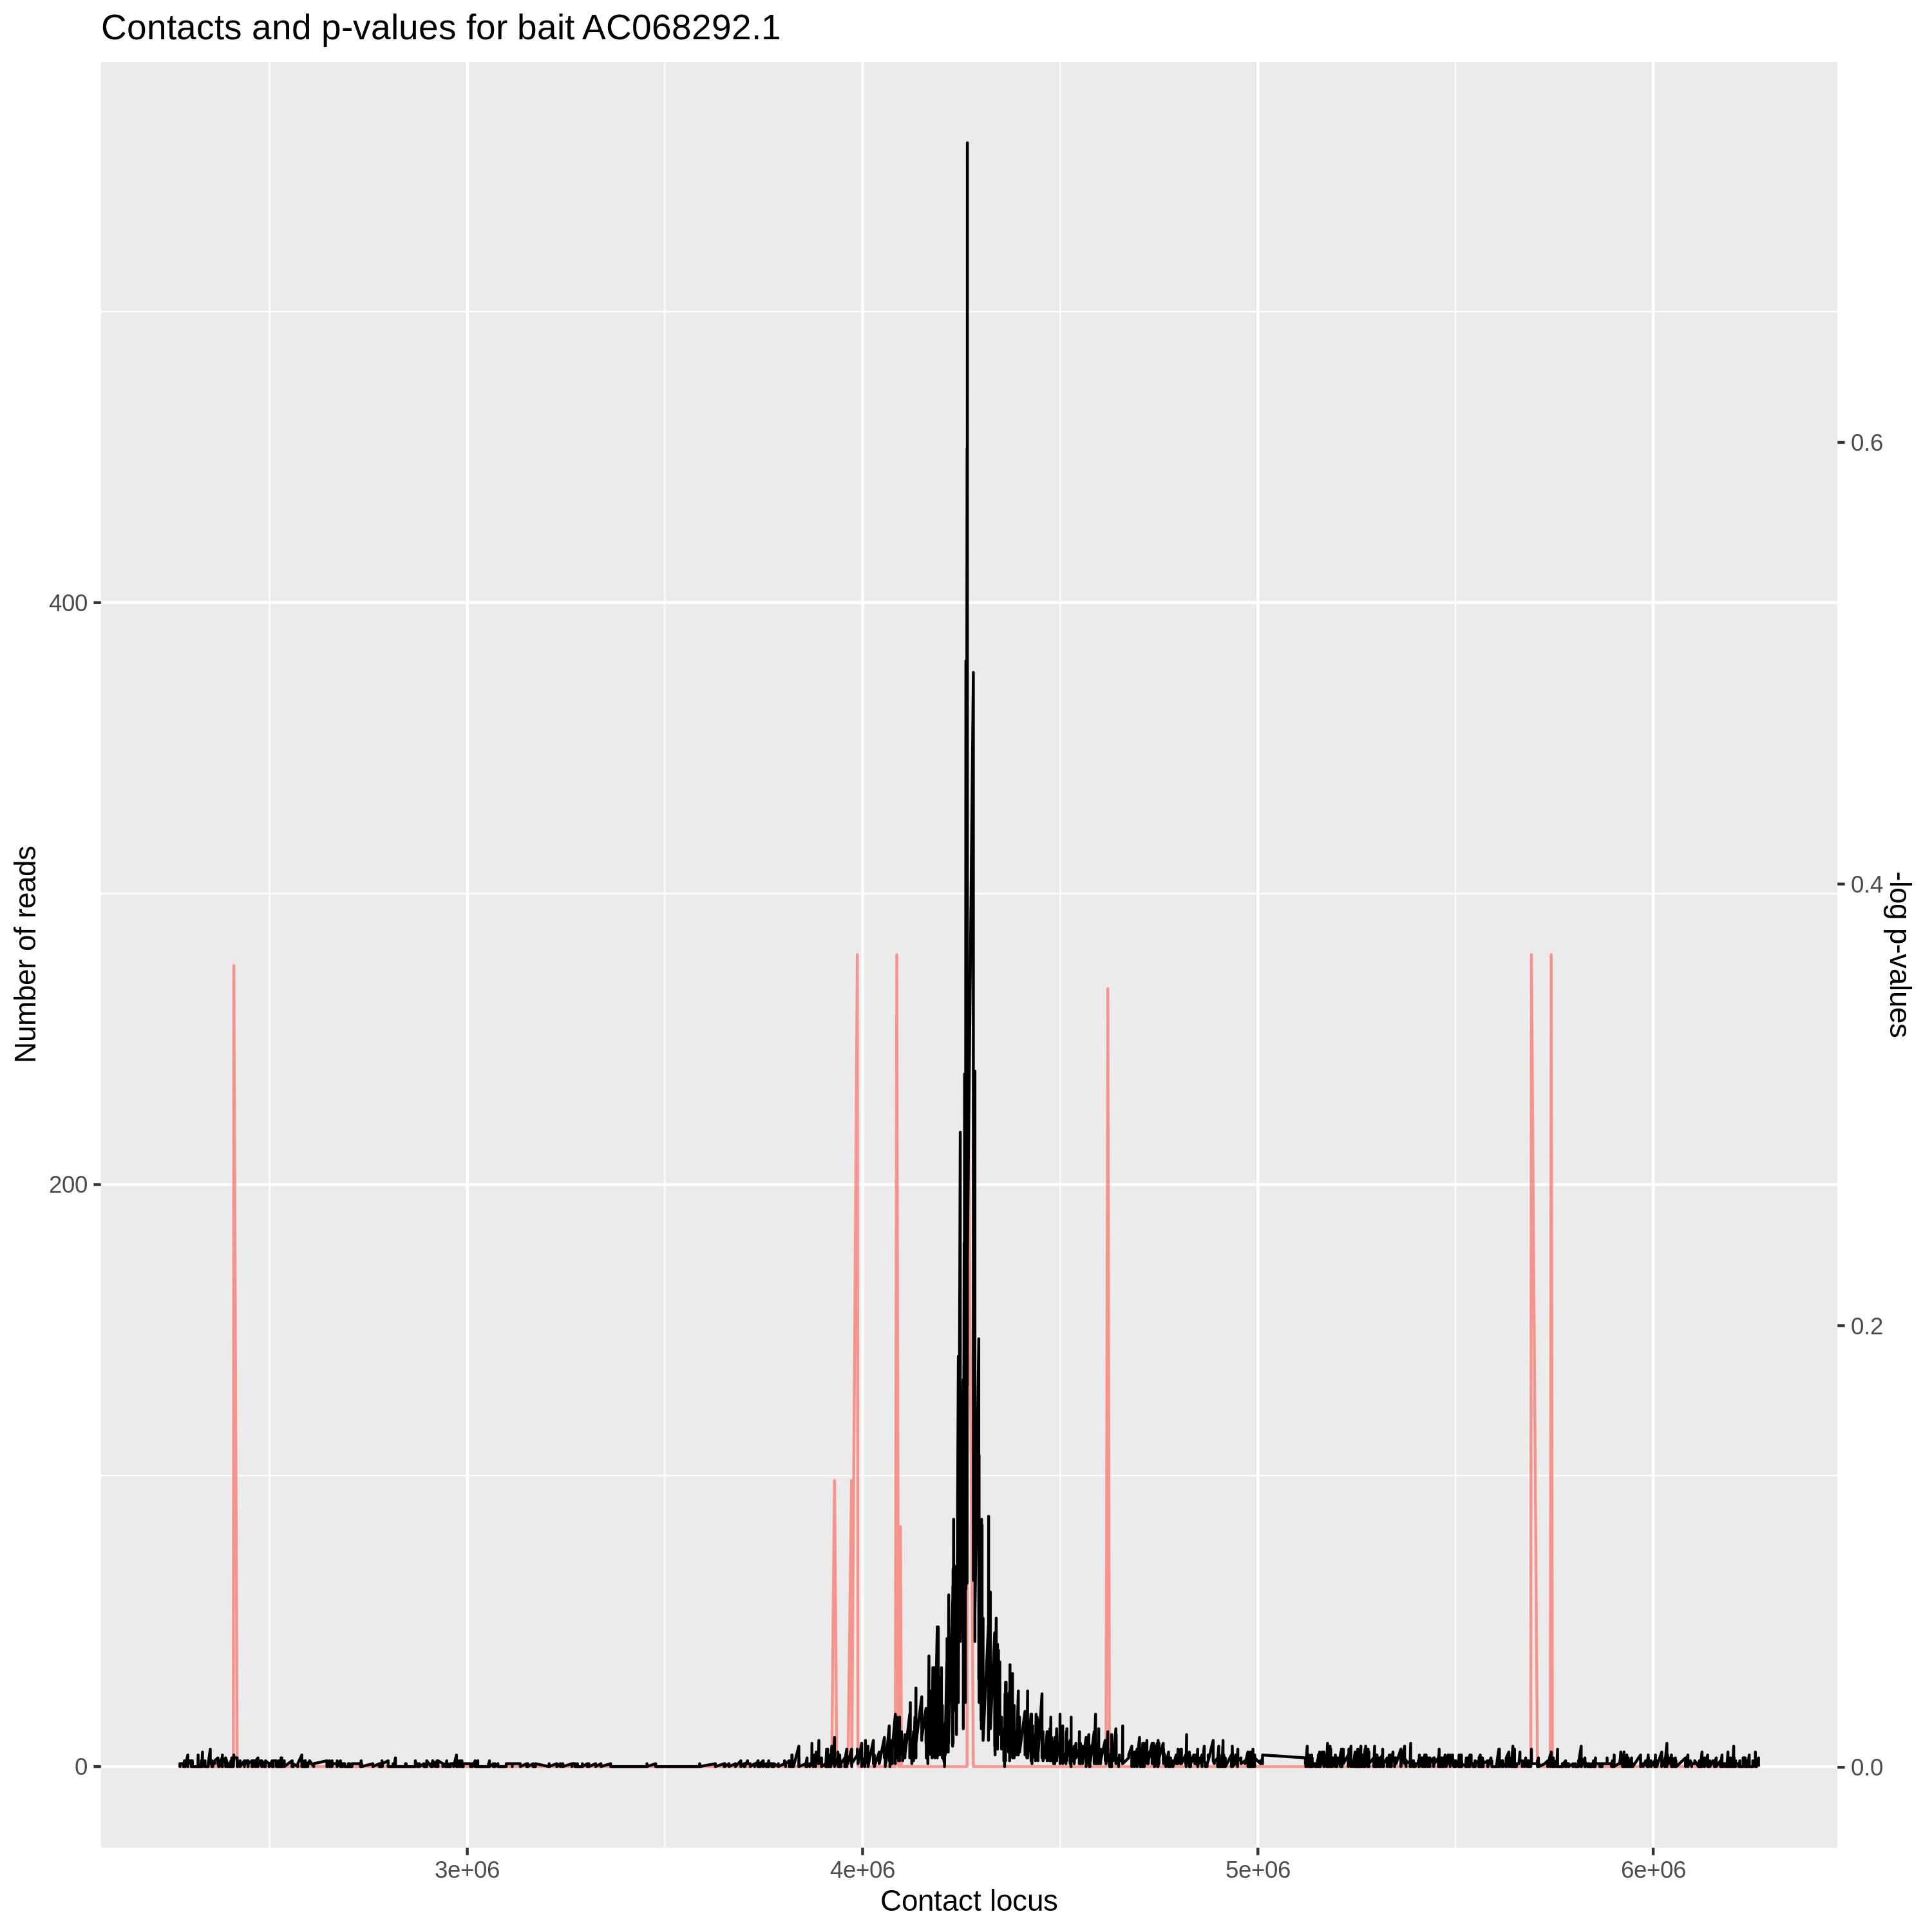 Contacts and p-values for bait AC068292.1
Number of reads
400
200
0
0.6
0.4
0.2
0.0
-log p-values
3e+06 4e+06 5e+06 6e+06
Contact locus